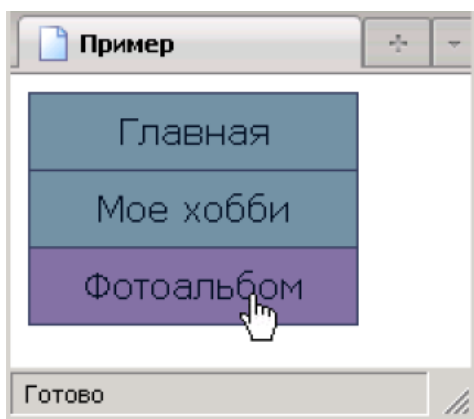 Пример
Главная
Мое хобби
Фотоальбом
Готово